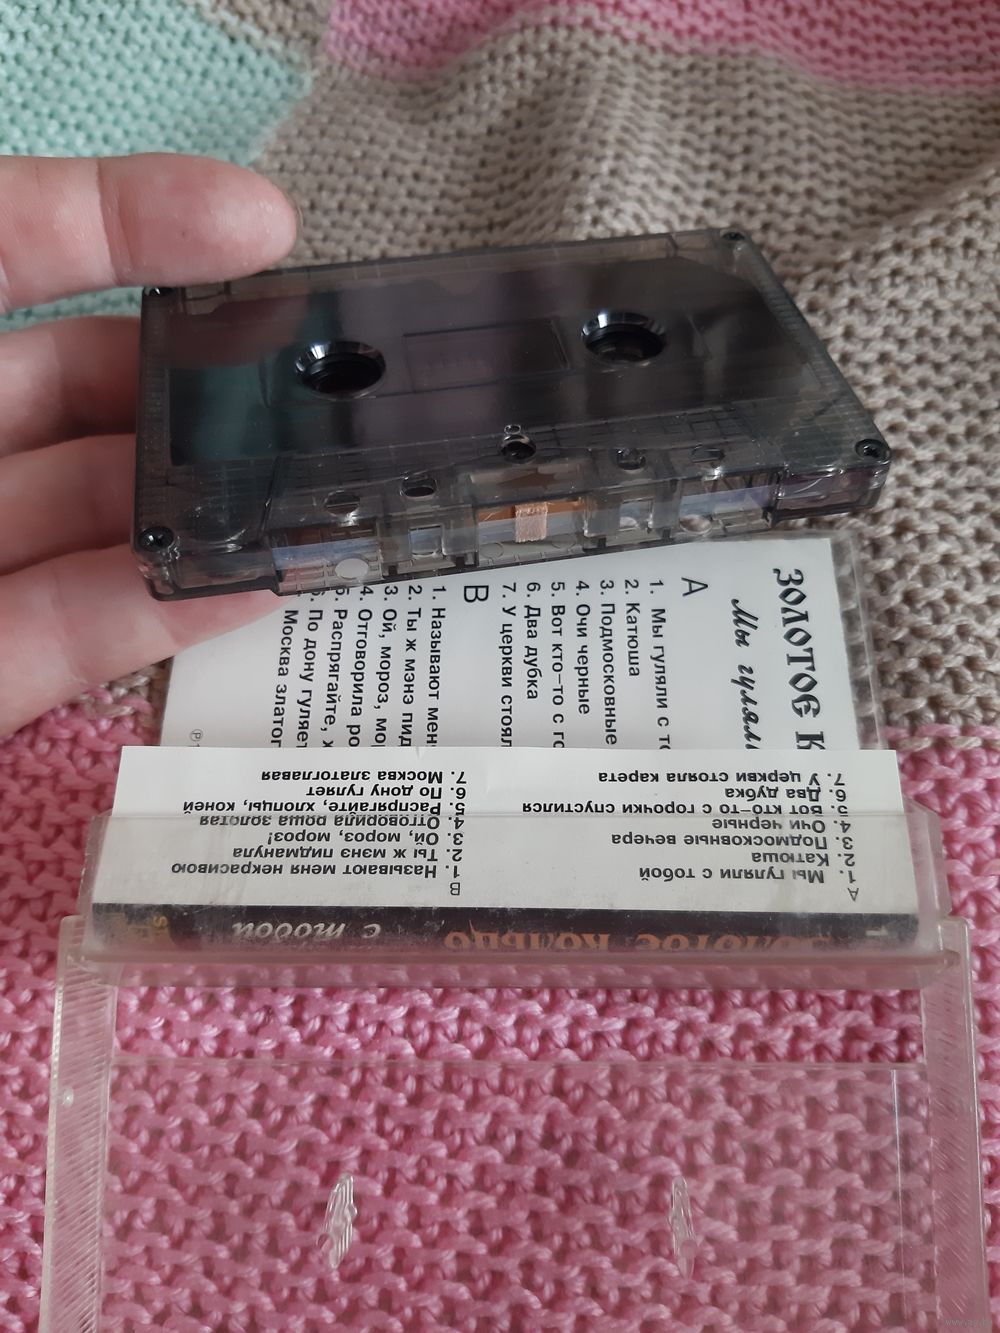 ЗОЛОТОЕ К
Мы гуляли
А
1. Мы гуляли с то
2. Катюша
3. Подмосковные
4. Очи черные
5. Вот кто-то с го
6. Два дубка
7. У церкви стоял
В
1. Называют мен
2. Ты ж мэнэ пид
3. Ой, мороз, мо
4. Отговорила ро
5. Распрягайте, х
6. По дону гуляет
7. Москва златог
А
1. Мы гуляли с тобой
2. Катюша
3. Подмосковные вечера
4. Очи черные
5. Вот кто-то с горочки спустился
6. Два дубка
7. У церкви стояла карета
В
1. Называют меня некрасивою
2. Ты ж мэнэ пидманула
3. Ой, мороз, мороз!
4. Отговорила роща золотая
5. Распрягайте, хлопцы, коней
6. По дону гуляет
7. Москва златоглавая
ЗОЛОТОЕ КОЛЬЦО
с тобой